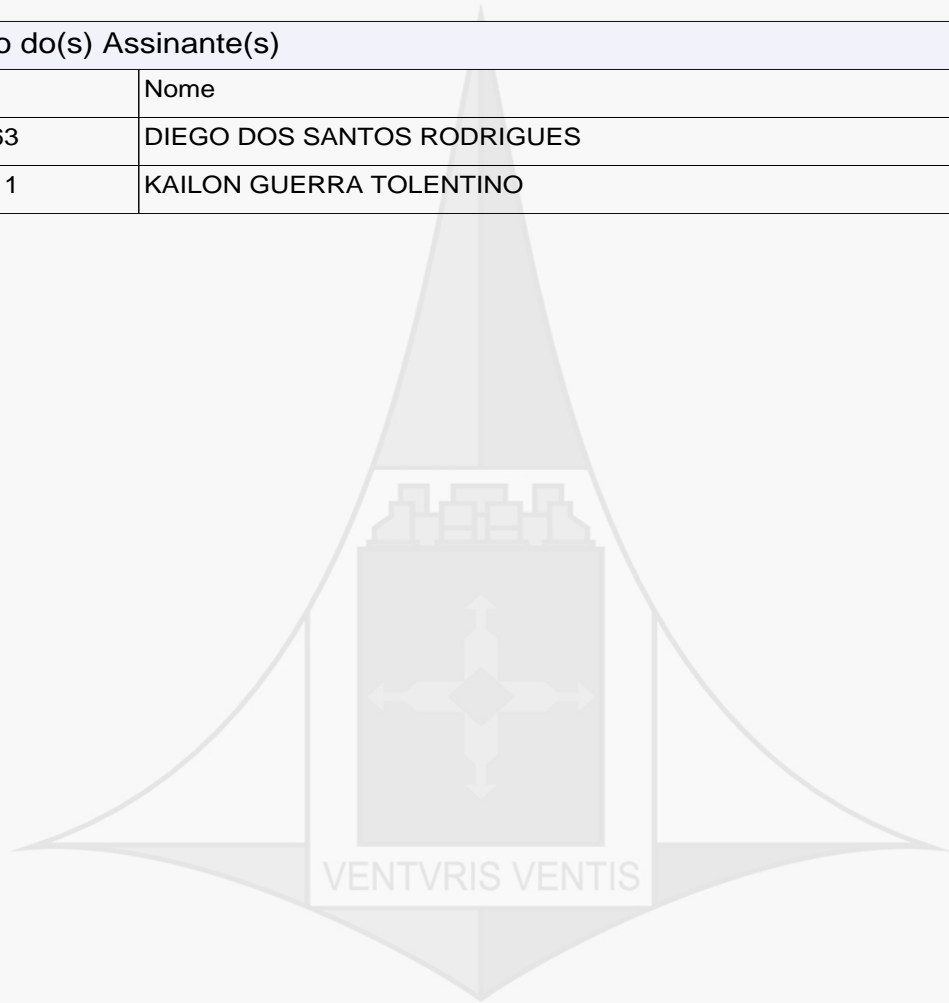 o do(s) Assinante(s)
Nome
63 DIEGO DOS SANTOS RODRIGUES
1 KAILON GUERRA TOLENTINO
VENTVRIS VENTIS